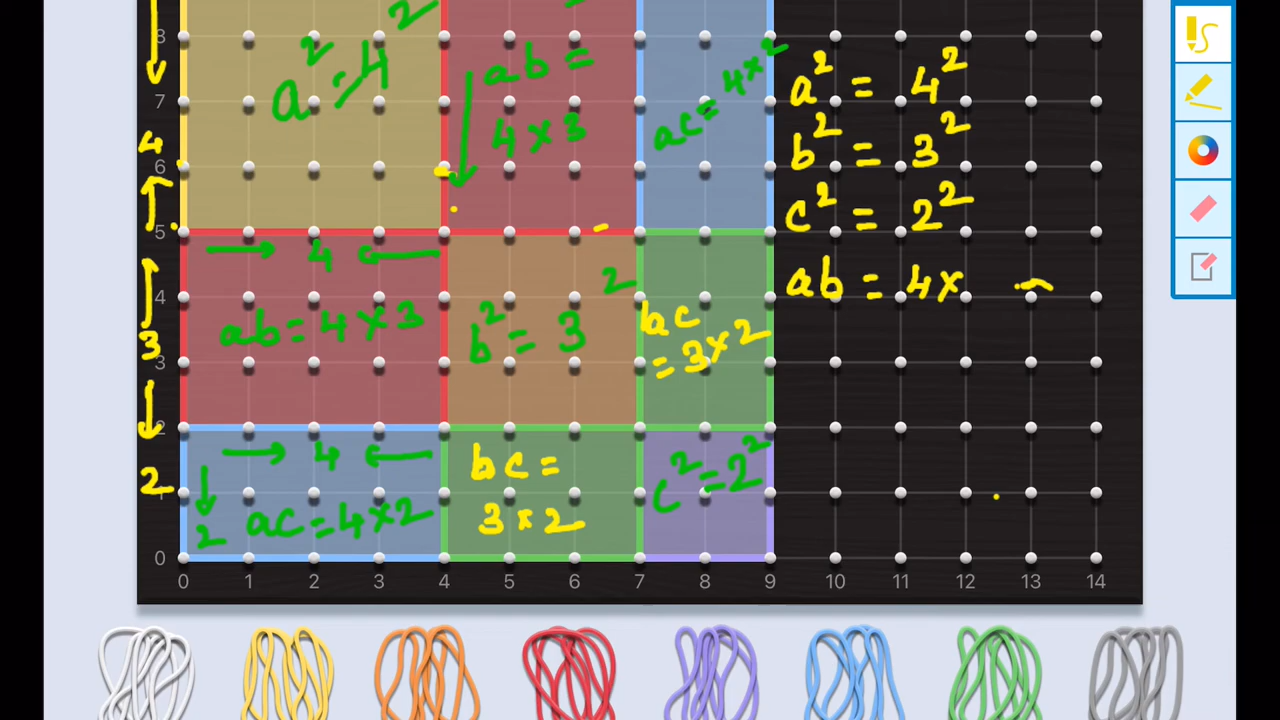 8
7
6
5
4
3
2
1
0
0 1 2 3 4 5 6 7 8 9 10 11 12 13 14
4
3
2
a² = 4²
ab =
4 × 3
ac = 4×2
→ 4 ←
ab = 4 × 3
b² = 3²
bc
= 3×2
→ 4 ←
2 ac = 4×2
bc =
3 × 2
c² = 2²
a² = 4²
b² = 3²
c² = 2²
ab = 4×